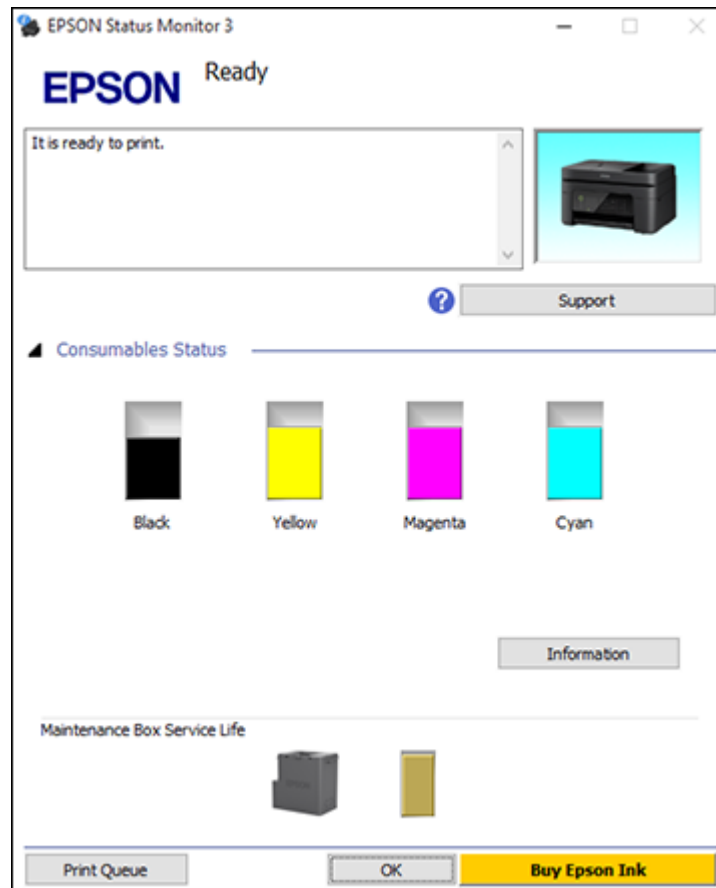 EPSON Status Monitor 3
EPSON
Ready
It is ready to print.
Support
Consumables Status
Black
Yellow
Magenta
Cyan
Information
Maintenance Box Service Life
Print Queue
OK
Buy Epson Ink